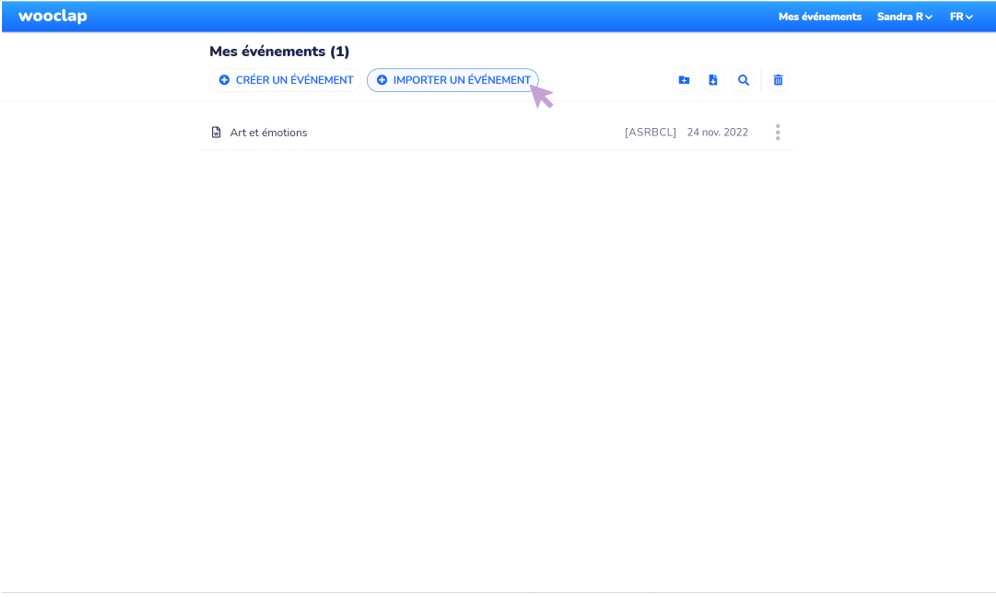 wooclap Mes événements Sandra R FR
Mes événements (1)
CRÉER UN ÉVÉNEMENT IMPORTER UN ÉVÉNEMENT
Art et émotions [ASRBCL] 24 nov. 2022